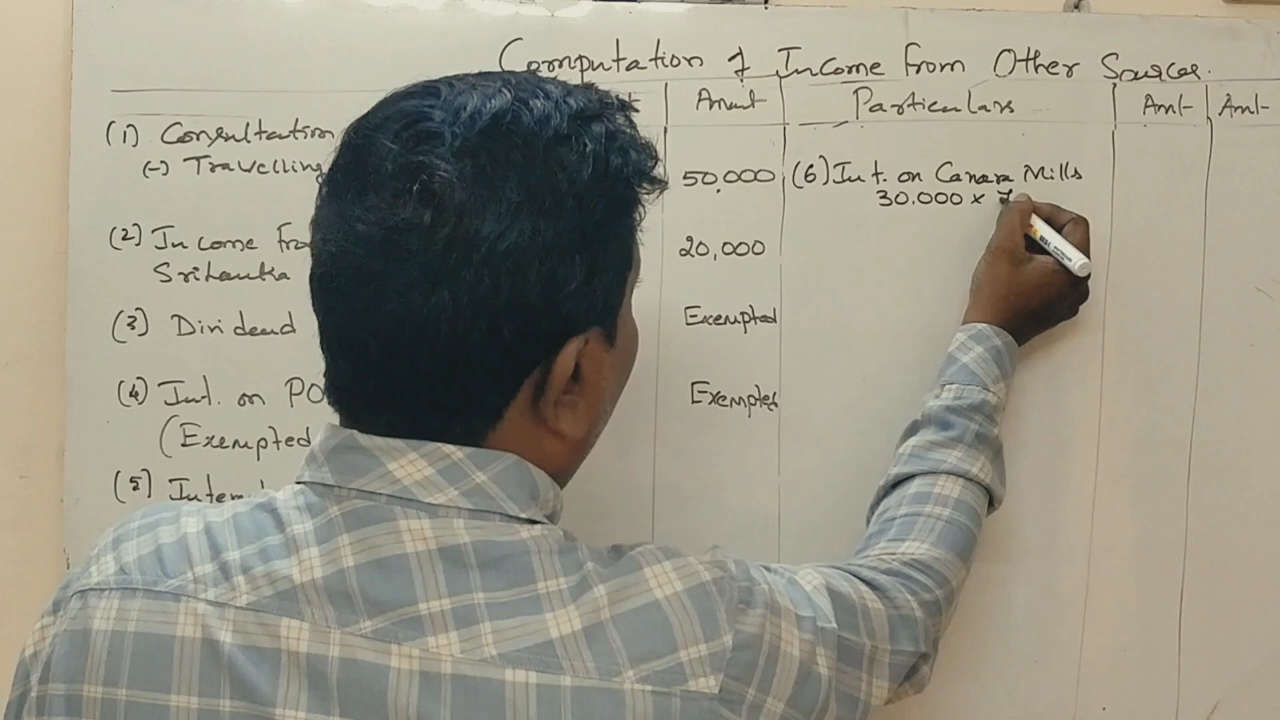 Computation of Income from Other Sources.
Amount
Particulars
Amt
Amt
(1) Consultation
(-) Travelling
50,000
(2) Income fro
Srilanka
20,000
(3) Dividend
Exempted
(4) Int. on PO
(Exempted
Exempted
(5) Inter
(6) Int. on Canara Mills
30.000 ×